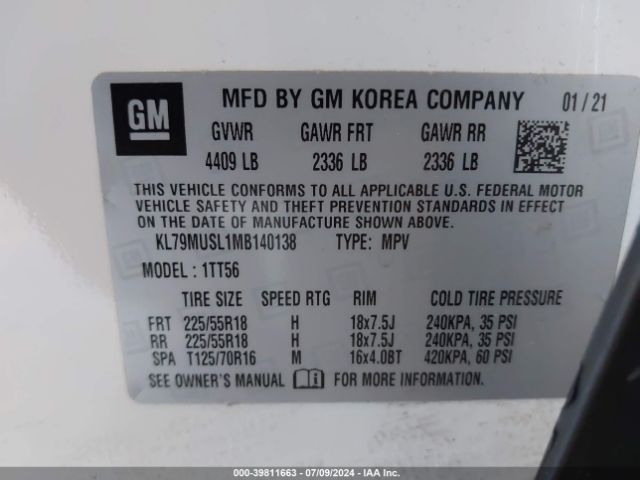 GM
MFD BY GM KOREA COMPANY 01/21
GVWR GAWR FRT GAWR RR
4409 LB 2336 LB 2336 LB
THIS VEHICLE CONFORMS TO ALL APPLICABLE U.S. FEDERAL MOTOR
VEHICLE SAFETY AND THEFT PREVENTION STANDARDS IN EFFECT
ON THE DATE OF MANUFACTURE SHOWN ABOVE.
KL79MUSL1MB140138 TYPE: MPV
MODEL: 1TT56
TIRE SIZE SPEED RTG RIM COLD TIRE PRESSURE
FRT 225/55R18 H 18x7.5J 240KPA, 35 PSI
RR 225/55R18 H 18x7.5J 240KPA, 35 PSI
SPA T125/70R16 M 16x4.0BT 420KPA, 60 PSI
SEE OWNER'S MANUAL FOR MORE INFORMATION.
000-39811663 / 07/09/2024 - IAA Inc.